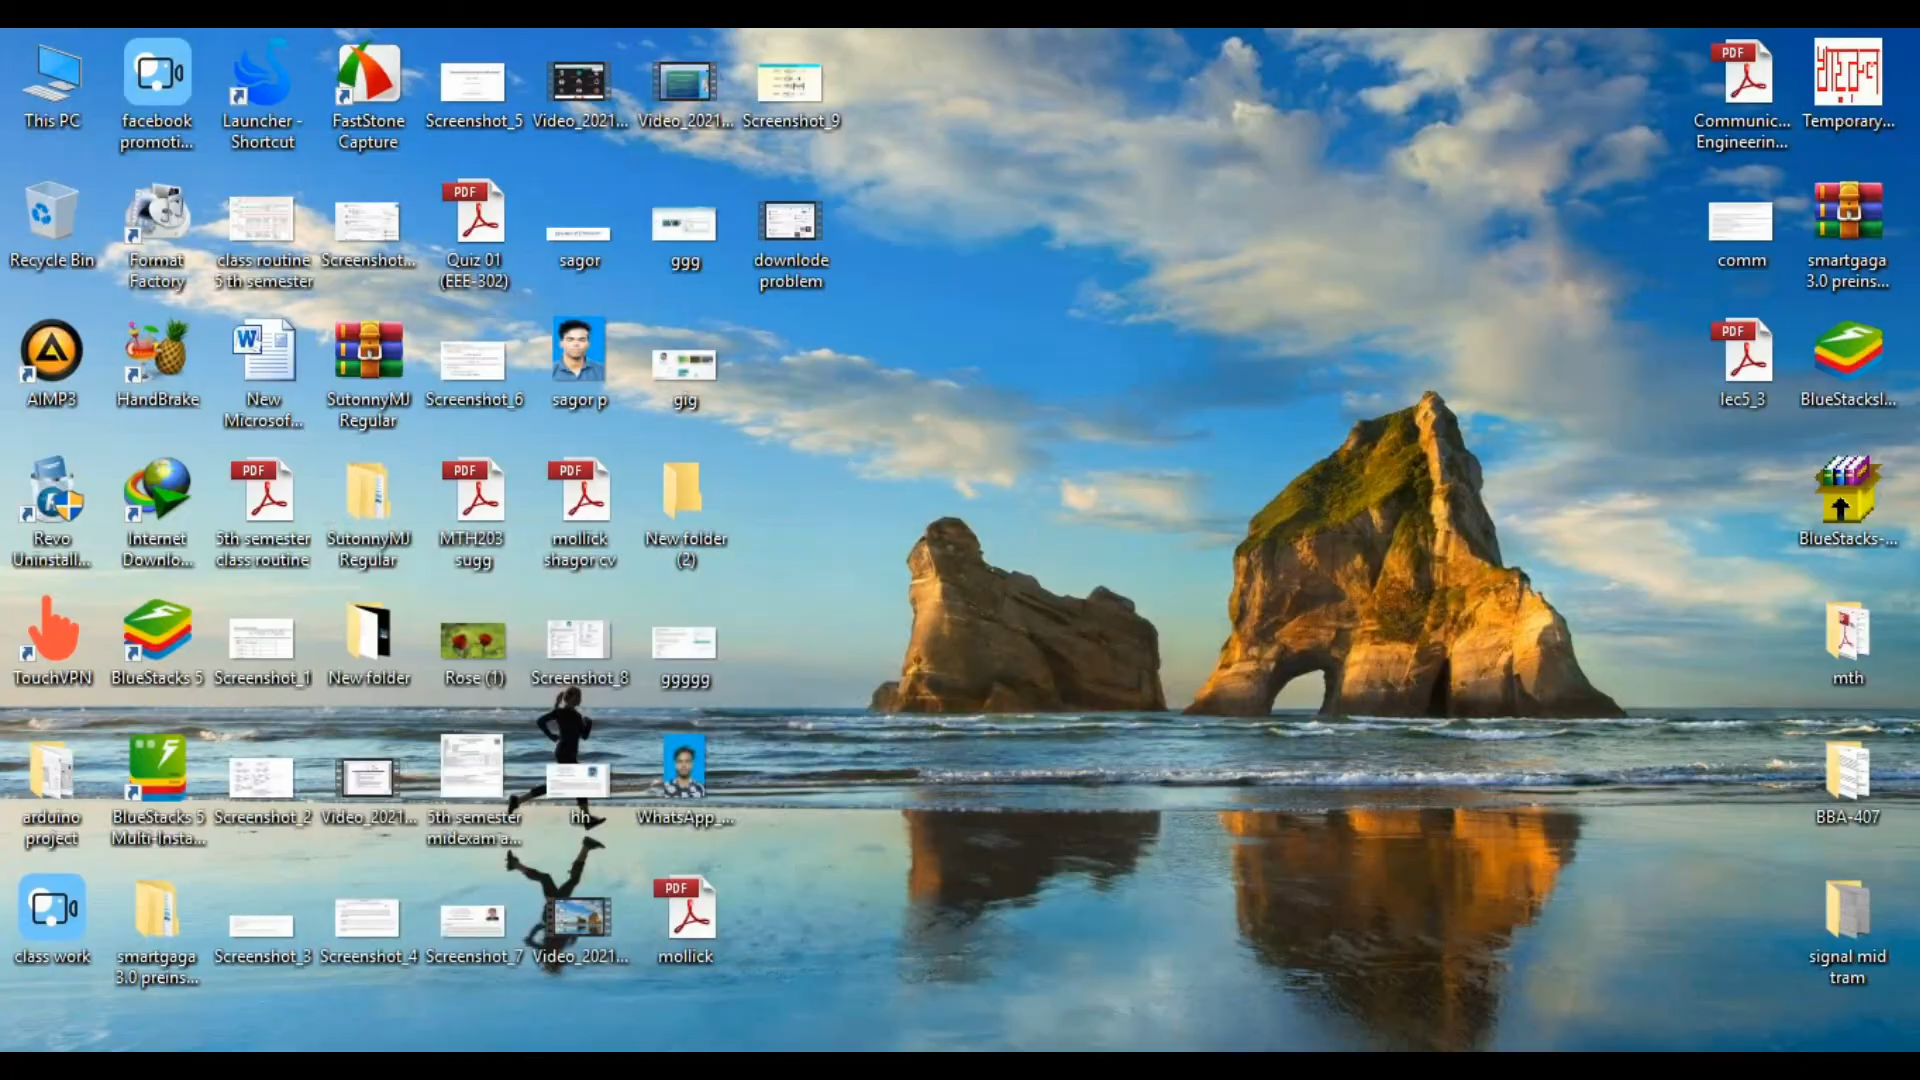 This PC
facebook
promoti...
Launcher -
Shortcut
FastStone
Capture
Screenshot_5
Video_2021...
Video_2021...
Screenshot_9
PDF
Communic...
Engineerin...
Temporary...
Recycle Bin
Format
Factory
class routine
5 th semester
Screenshot...
PDF
Quiz 01
(EEE-302)
sagor
ggg
downlode
problem
comm
smartgaga
3.0 preins...
AIMP3
HandBrake
New
Microsof...
SutonnyMJ
Regular
Screenshot_6
sagor p
gig
PDF
lec5_3
BlueStacksI...
Revo
Uninstall...
Internet
Downlo...
PDF
5th semester
class routine
SutonnyMJ
Regular
PDF
MTH203
sugg
PDF
mollick
shagor cv
New folder
(2)
BlueStacks-...
TouchVPN
BlueStacks 5
Screenshot_1
New folder
Rose (1)
Screenshot_8
ggggg
mth
arduino
project
BlueStacks 5
Multi-Insta...
Screenshot_2
Video_2021...
5th semester
midexam a...
hh
WhatsApp_...
BBA-407
class work
smartgaga
3.0 preins...
Screenshot_3
Screenshot_4
Screenshot_7
Video_2021...
PDF
mollick
signal mid
tram